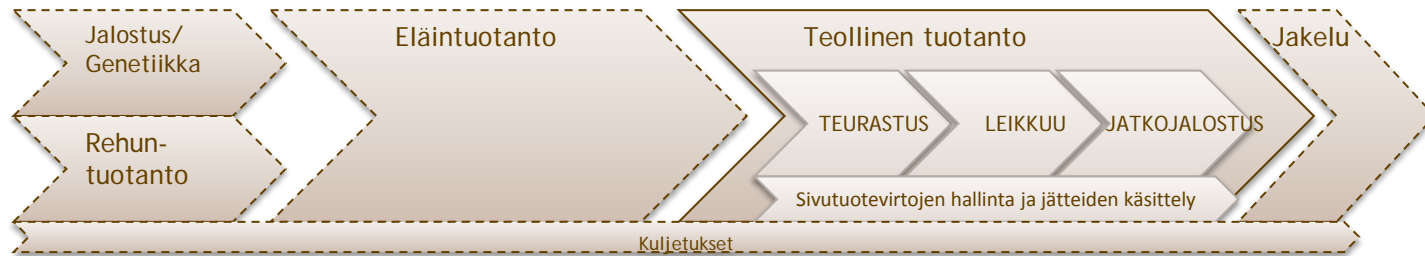 Jalostus/
Genetiikka
Rehun-
tuotanto
Eläintuotanto
Teollinen tuotanto
TEURASTUS
LEIKKUU
JATKOJALOSTUS
Sivutuotevirtojen hallinta ja jätteiden käsittely
Jakelu
Kuljetukset